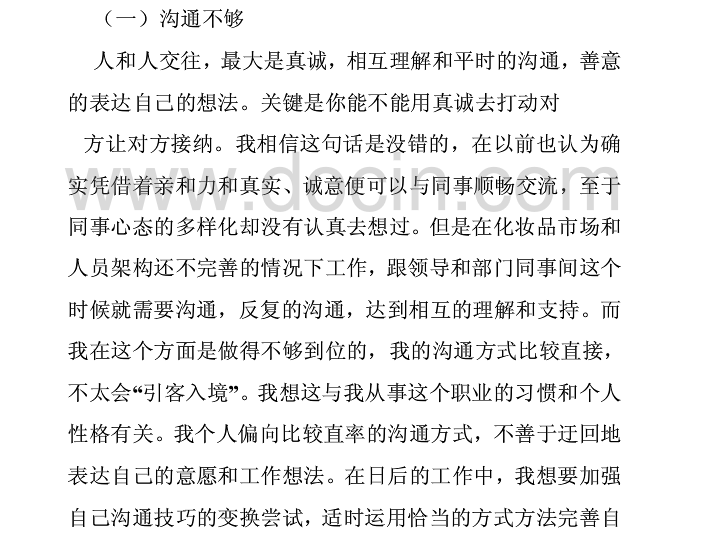 （一）沟通不够
人和人交往，最大是真诚，相互理解和平时的沟通，善意
的表达自己的想法。关键是你能不能用真诚去打动对
方让对方接纳。我相信这句话是没错的，在以前也认为确
实凭借着亲和力和真实、诚意便可以与同事顺畅交流，至于
同事心态的多样化却没有认真去想过。但是在化妆品市场和
人员架构还不完善的情况下工作，跟领导和部门同事间这个
时候就需要沟通，反复的沟通，达到相互的理解和支持。而
我在这个方面是做得不够到位的，我的沟通方式比较直接，
不太会“引客入境”。我想这与我从事这个职业的习惯和个人
性格有关。我个人偏向比较直率的沟通方式，不善于迂回地
表达自己的意愿和工作想法。在日后的工作中，我想要加强
自己沟通技巧的变换尝试，适时运用恰当的方式方法完善自
www.docin.com